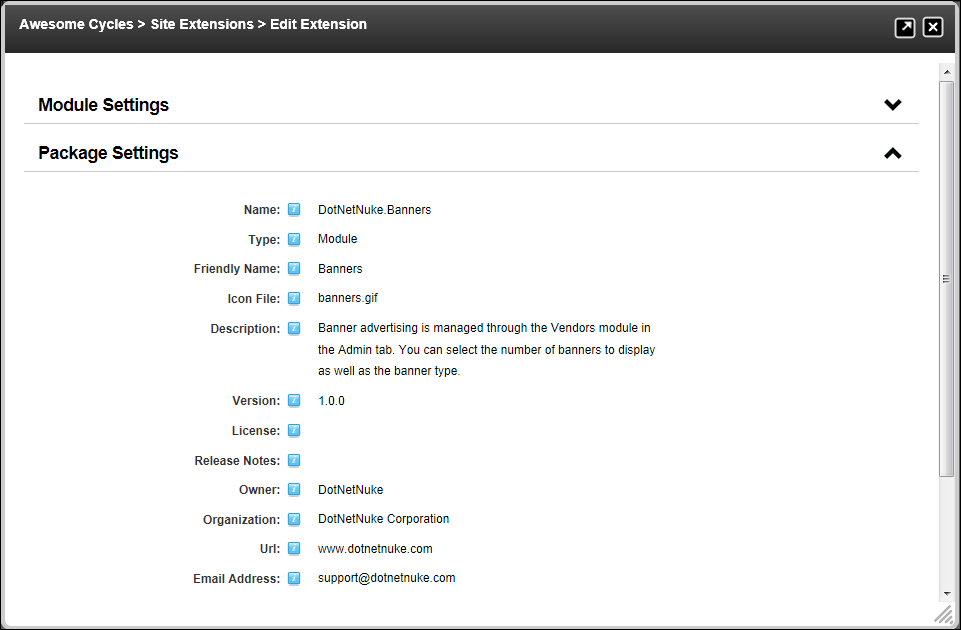 Awesome Cycles > Site Extensions > Edit Extension
Module Settings
Package Settings
Name: DotNetNuke.Banners
Type: Module
Friendly Name: Banners
Icon File: banners.gif
Description: Banner advertising is managed through the Vendors module in
the Admin tab. You can select the number of banners to display
as well as the banner type.
Version: 1.0.0
License:
Release Notes:
Owner: DotNetNuke
Organization: DotNetNuke Corporation
Url: www.dotnetnuke.com
Email Address: support@dotnetnuke.com